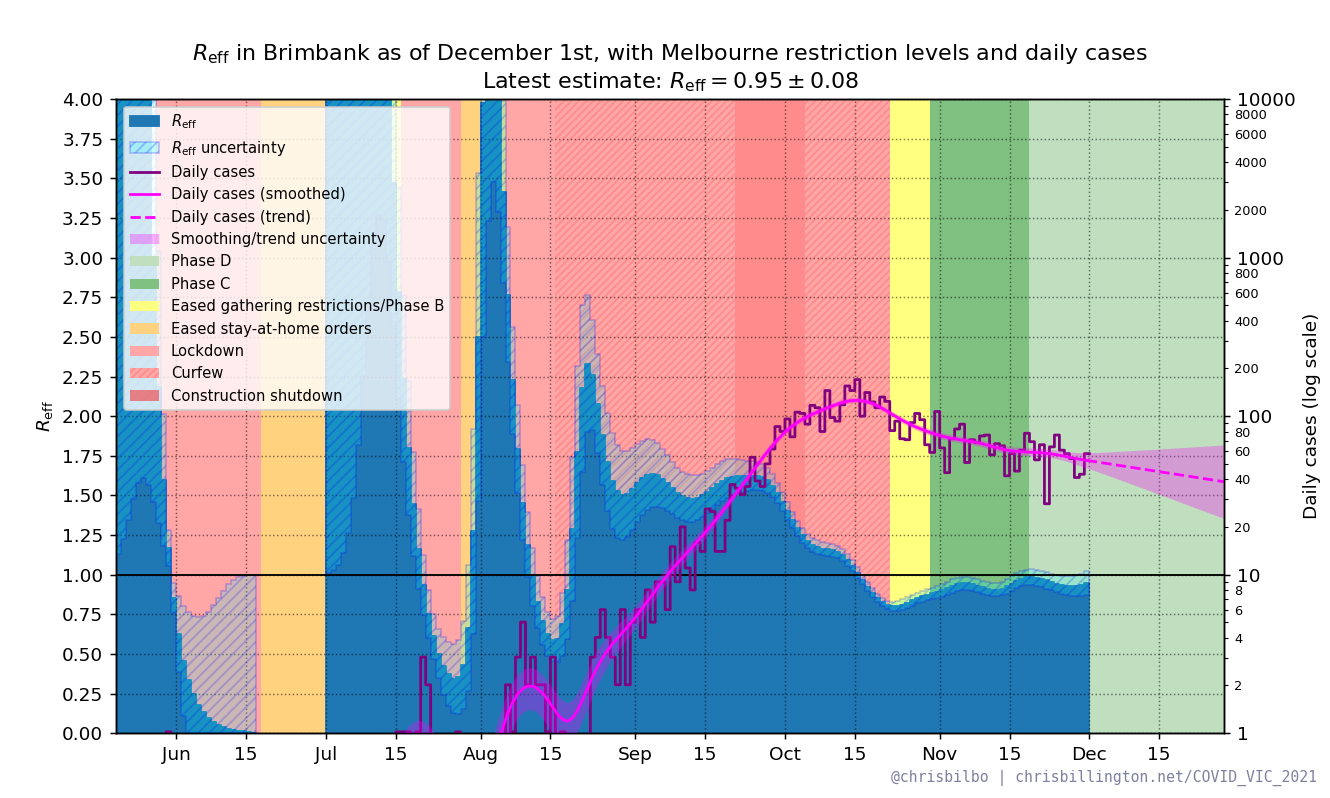 Reff in Brimbank as of December 1st, with Melbourne restriction levels and daily cases
Latest estimate: Reff = 0.95 ± 0.08
4.00
3.75
3.50
3.25
3.00
2.75
2.50
2.25
2.00
1.75
1.50
1.25
1.00
0.75
0.50
0.25
0.00
Reff
Reff
Reff uncertainty
Daily cases
Daily cases (smoothed)
Daily cases (trend)
Smoothing/trend uncertainty
Phase D
Phase C
Eased gathering restrictions/Phase B
Eased stay-at-home orders
Lockdown
Curfew
Construction shutdown
10000
8000
6000
4000
2000
1000
800
600
400
200
100
80
60
40
20
10
8
6
4
2
1
Daily cases (log scale)
Jun 15 Jul 15 Aug 15 Sep 15 Oct 15 Nov 15 Dec 15
@chrisbilbo | chrisbillington.net/COVID_VIC_2021